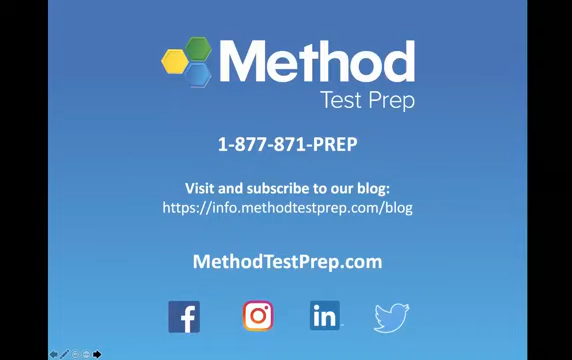 Method
Test Prep
1-877-871-PREP
Visit and subscribe to our blog:
https://info.methodtestprep.com/blog
MethodTestPrep.com
f
in